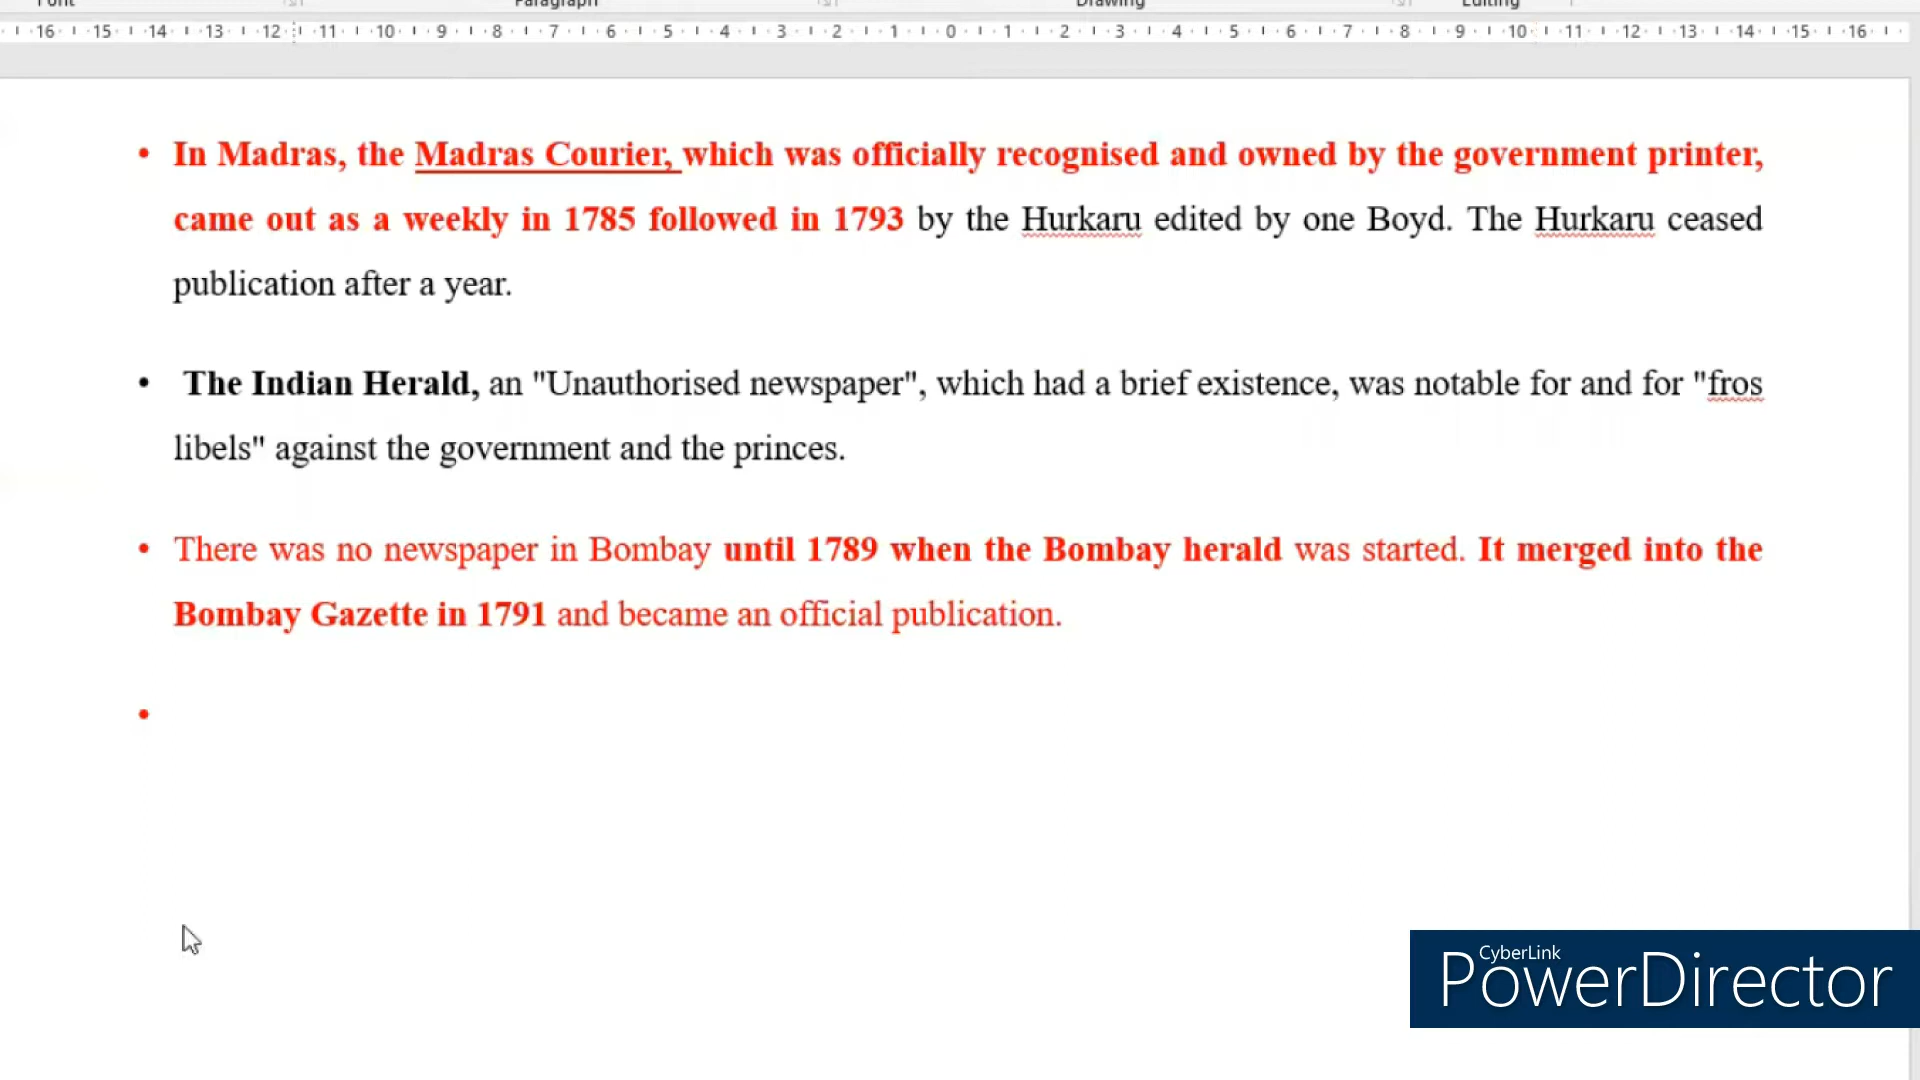 Font Paragraph Drawing Editing
16 15 14 13 12 11 10 9 8 7 6 5 4 3 2 1 0 1 2 3 4 5 6 7 8 9 10 11 12 13 14 15 16
• In Madras, the Madras Courier, which was officially recognised and owned by the government printer,
came out as a weekly in 1785 followed in 1793 by the Hurkaru edited by one Boyd. The Hurkaru ceased
publication after a year.
• The Indian Herald, an "Unauthorised newspaper", which had a brief existence, was notable for and for "fros
libels" against the government and the princes.
• There was no newspaper in Bombay until 1789 when the Bombay herald was started. It merged into the
Bombay Gazette in 1791 and became an official publication.
•
CyberLink
PowerDirector